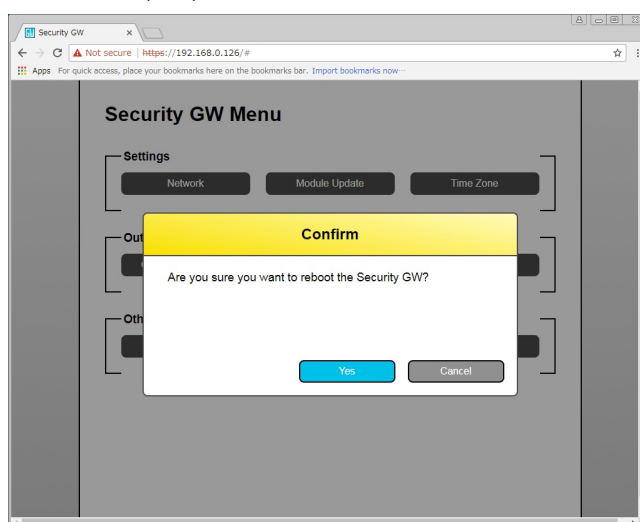 Security GW
Not secure | https://192.168.0.126/#
Apps For quick access, place your bookmarks here on the bookmarks bar. Import bookmarks now...
Security GW Menu
Settings
Network Module Update Time Zone
Out
Confirm
Are you sure you want to reboot the Security GW?
Oth
Yes Cancel